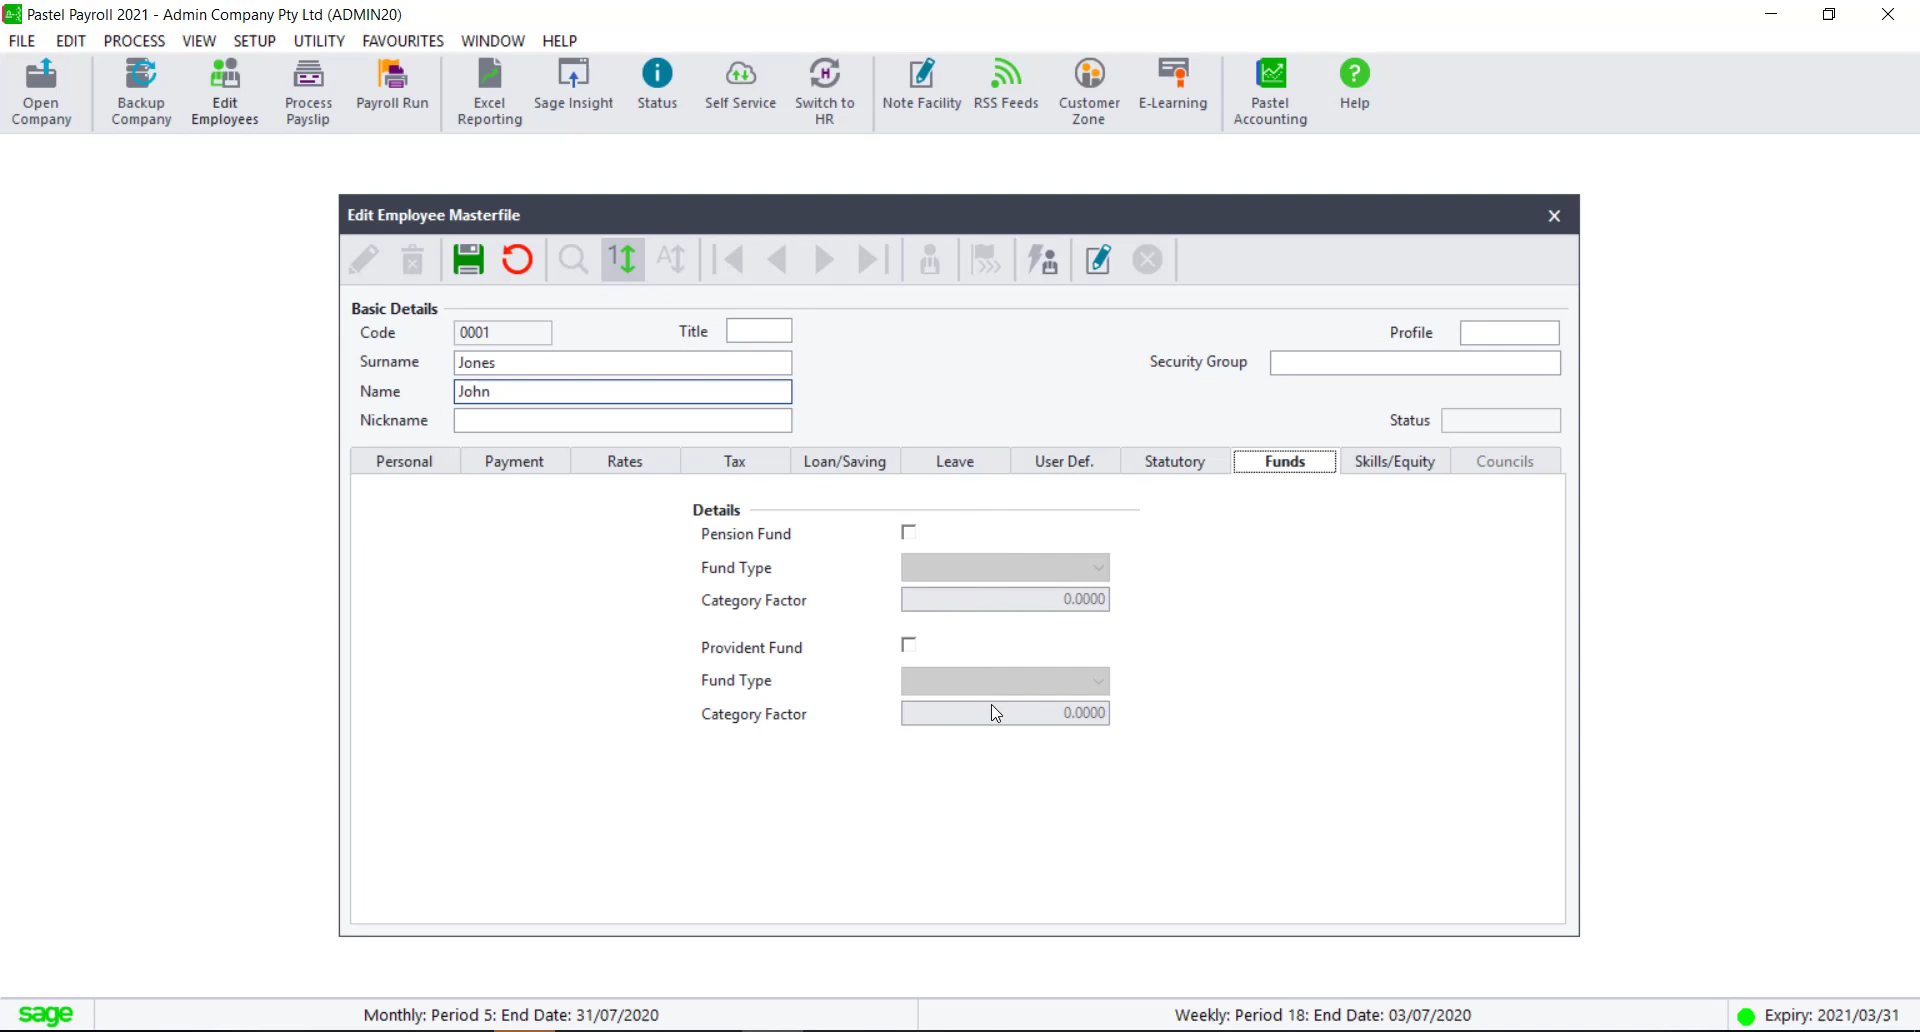 Pastel Payroll 2021 - Admin Company Pty Ltd (ADMIN20)
FILE EDIT PROCESS VIEW SETUP UTILITY FAVOURITES WINDOW HELP
Open Company
Backup Company
Edit Employees
Process Payslip
Payroll Run
Excel Reporting
Sage Insight
Status
Self Service
Switch to HR
Note Facility
RSS Feeds
Customer Zone
E-Learning
Pastel Accounting
Help
Edit Employee Masterfile
Basic Details
Code 0001 Title Profile
Surname Jones Security Group
Name John
Nickname Status
Personal Payment Rates Tax Loan/Saving Leave User Def. Statutory Funds Skills/Equity Councils
Details
Pension Fund
Fund Type
Category Factor 0.0000
Provident Fund
Fund Type
Category Factor 0.0000
sage Monthly: Period 5: End Date: 31/07/2020 Weekly: Period 18: End Date: 03/07/2020 Expiry: 2021/03/31